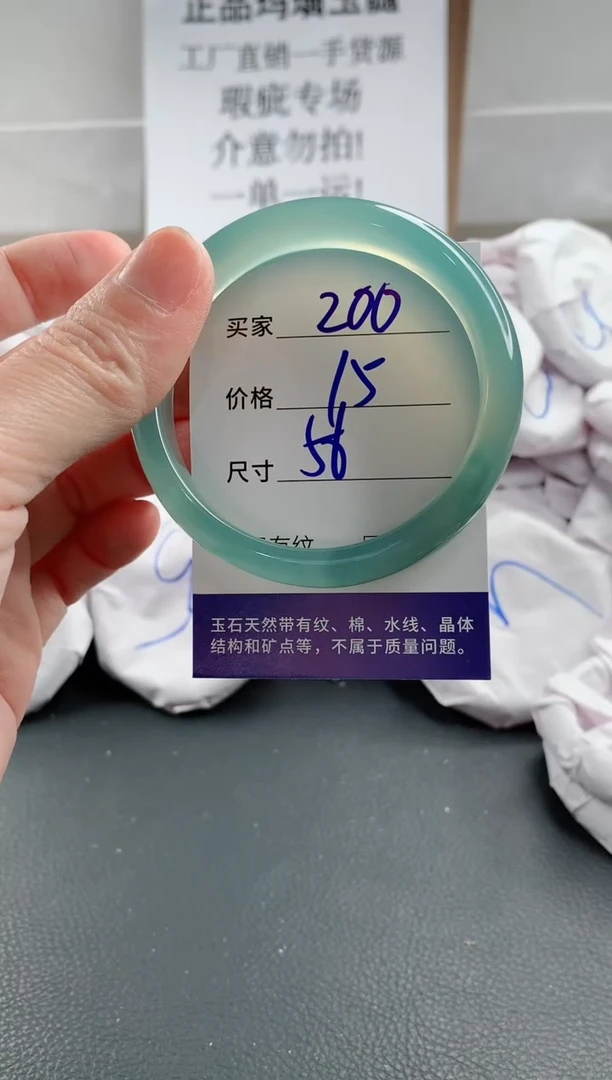 正品玛瑙玉镯
工厂直销一手货源
瑕疵专场
介意勿拍!
一单一运!
买家 200
价格 15
尺寸 56
有纹
玉石天然带有纹、棉、水线、晶体
结构和矿点等，不属于质量问题。